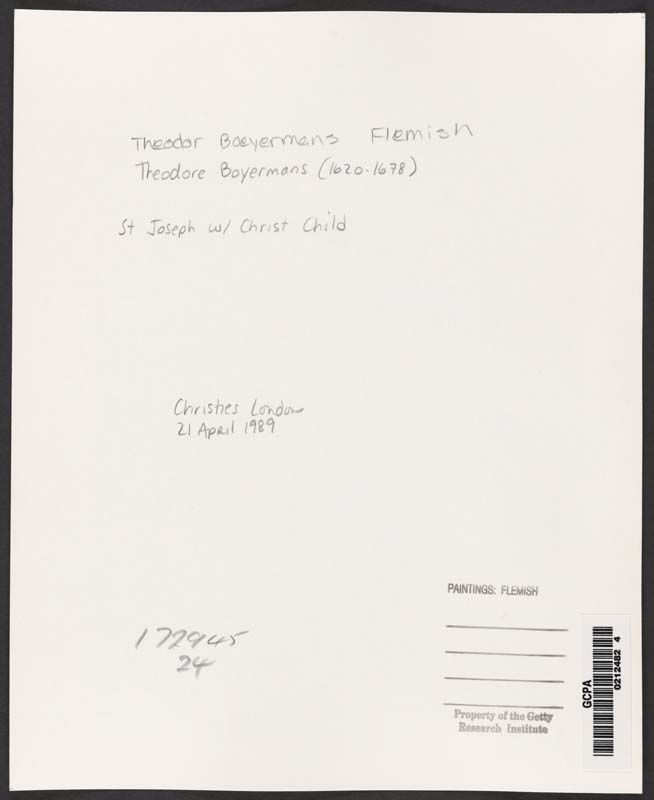 Theodor Boeyermans Flemish
Theodore Boyermans (1620-1678)
St Joseph w/ Christ Child
Christies London
21 April 1989
172945
24
PAINTINGS: FLEMISH
Property of the Getty
Research Institute
GCPA
0212482 4